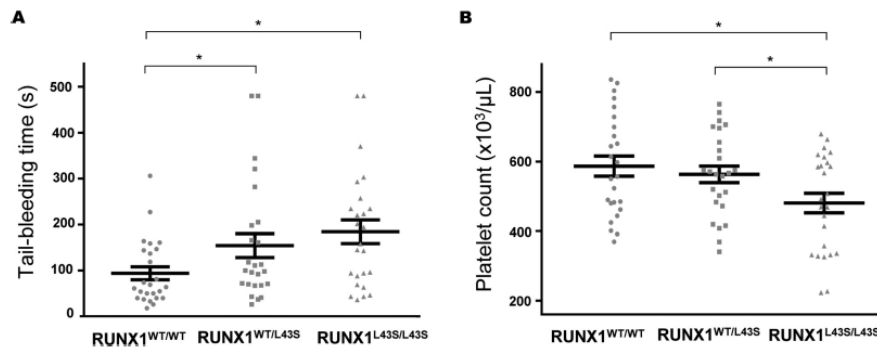 A
Tail-bleeding time (s)
*
*
500
400
300
200
100
0
RUNX1WT/WT
RUNX1WT/L43S
RUNX1L43S/L43S
B
Platelet count (x10³/µL)
*
*
800
600
400
200
RUNX1WT/WT
RUNX1WT/L43S
RUNX1L43S/L43S